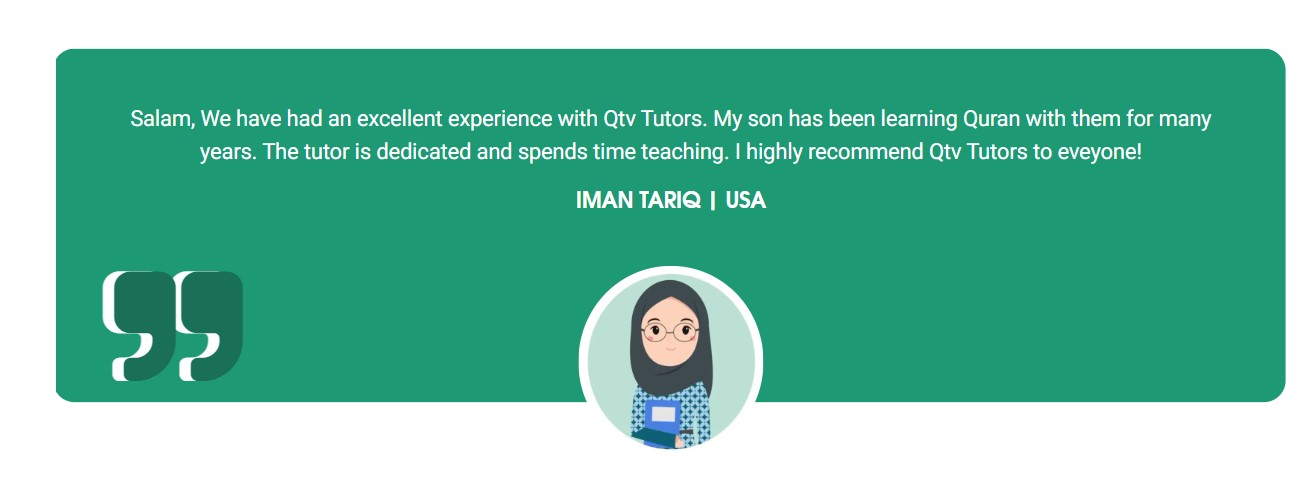 Salam, We have had an excellent experience with Qtv Tutors. My son has been learning Quran with them for many
years. The tutor is dedicated and spends time teaching. I highly recommend Qtv Tutors to eveyone!
IMAN TARIQ | USA